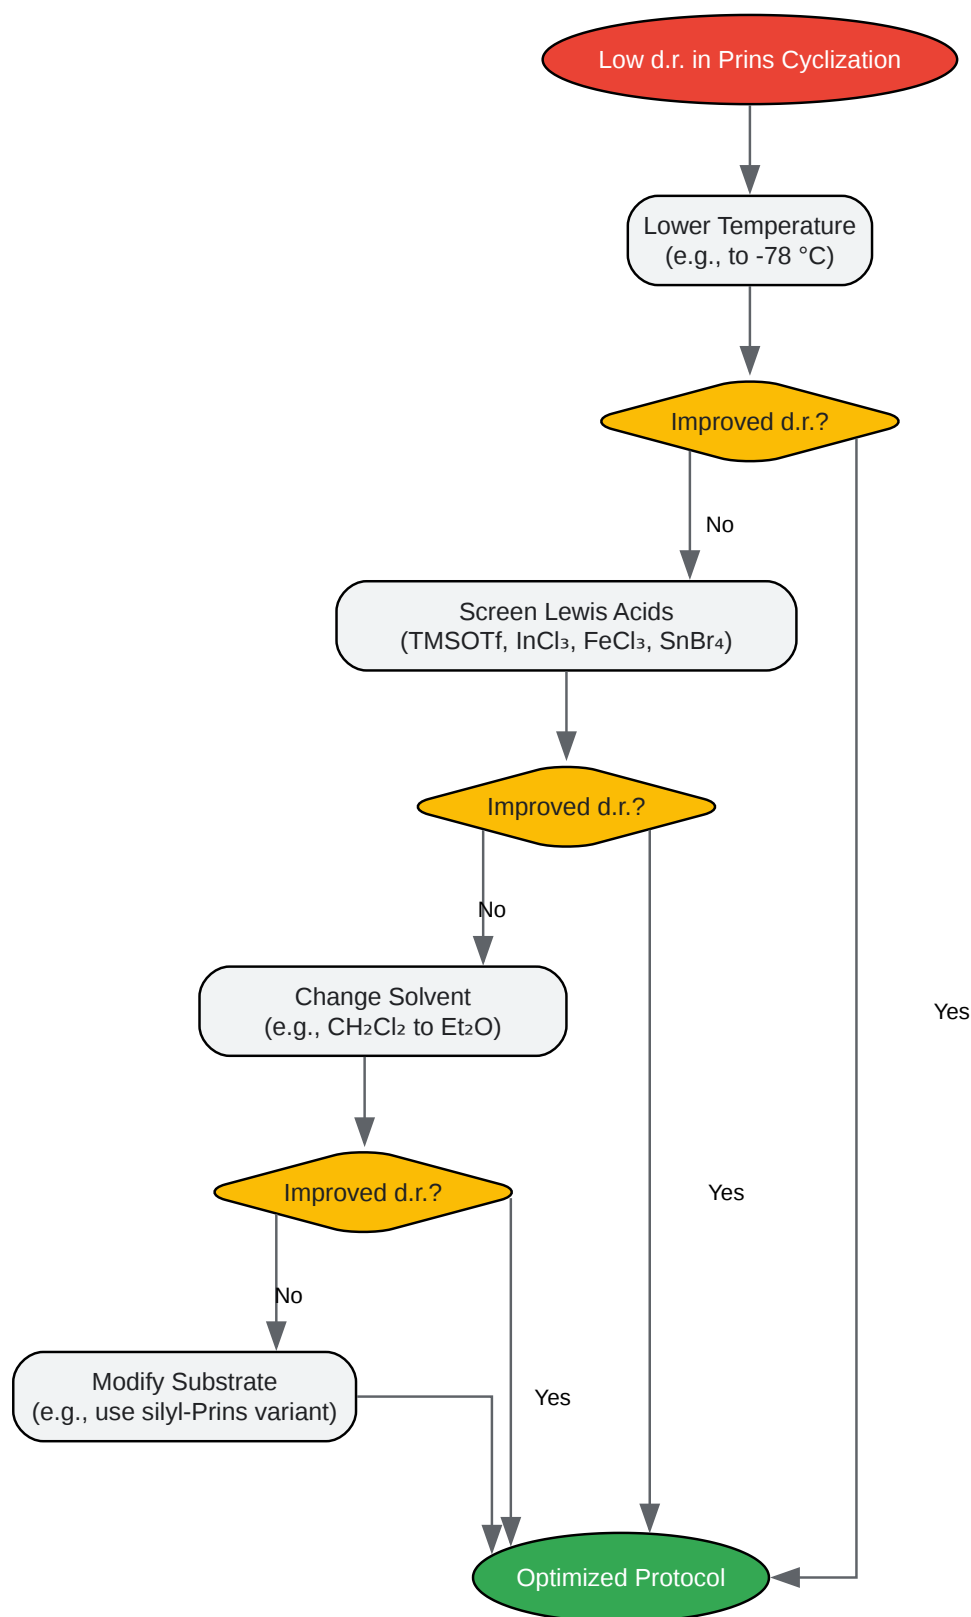 Low d.r. in Prins Cyclization
Lower Temperature
(e.g., to -78 °C)
Improved d.r.?
No
Screen Lewis Acids
(TMSOTf, InCl₃, FeCl₃, SnBr₄)
Improved d.r.?
No
Change Solvent
(e.g., CH₂Cl₂ to Et₂O)
Yes
Improved d.r.?
Yes
No
Modify Substrate
(e.g., use silyl-Prins variant)
Yes
Optimized Protocol